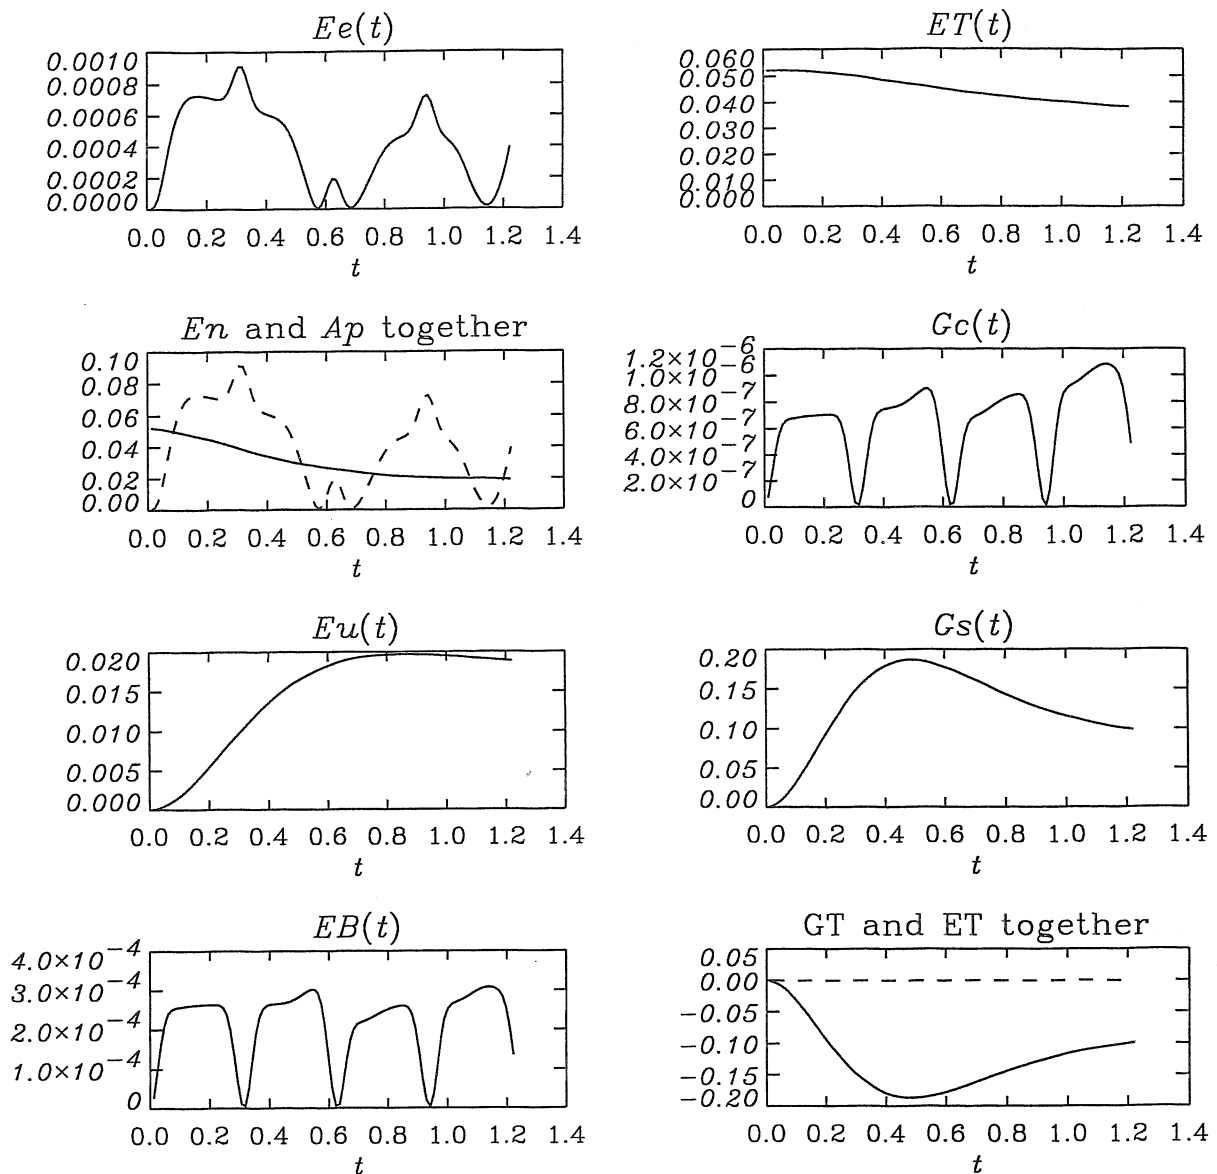 Ee(t)
0.0010
0.0008
0.0006
0.0004
0.0002
0.0000
0.0 0.2 0.4 0.6 0.8 1.0 1.2 1.4
t
ET(t)
0.060
0.050
0.040
0.030
0.020
0.010
0.000
0.0 0.2 0.4 0.6 0.8 1.0 1.2 1.4
t
En and Ap together
0.10
0.08
0.06
0.04
0.02
0.00
0.0 0.2 0.4 0.6 0.8 1.0 1.2 1.4
t
Gc(t)
1.2×10⁻⁶
1.0×10⁻⁶
8.0×10⁻⁷
6.0×10⁻⁷
4.0×10⁻⁷
2.0×10⁻⁷
0
0.0 0.2 0.4 0.6 0.8 1.0 1.2 1.4
t
Eu(t)
0.020
0.015
0.010
0.005
0.000
0.0 0.2 0.4 0.6 0.8 1.0 1.2 1.4
t
Gs(t)
0.20
0.15
0.10
0.05
0.00
0.0 0.2 0.4 0.6 0.8 1.0 1.2 1.4
t
EB(t)
4.0×10⁻⁴
3.0×10⁻⁴
2.0×10⁻⁴
1.0×10⁻⁴
0
0.0 0.2 0.4 0.6 0.8 1.0 1.2 1.4
t
GT and ET together
0.05
0.00
−0.05
−0.10
−0.15
−0.20
0.0 0.2 0.4 0.6 0.8 1.0 1.2 1.4
t